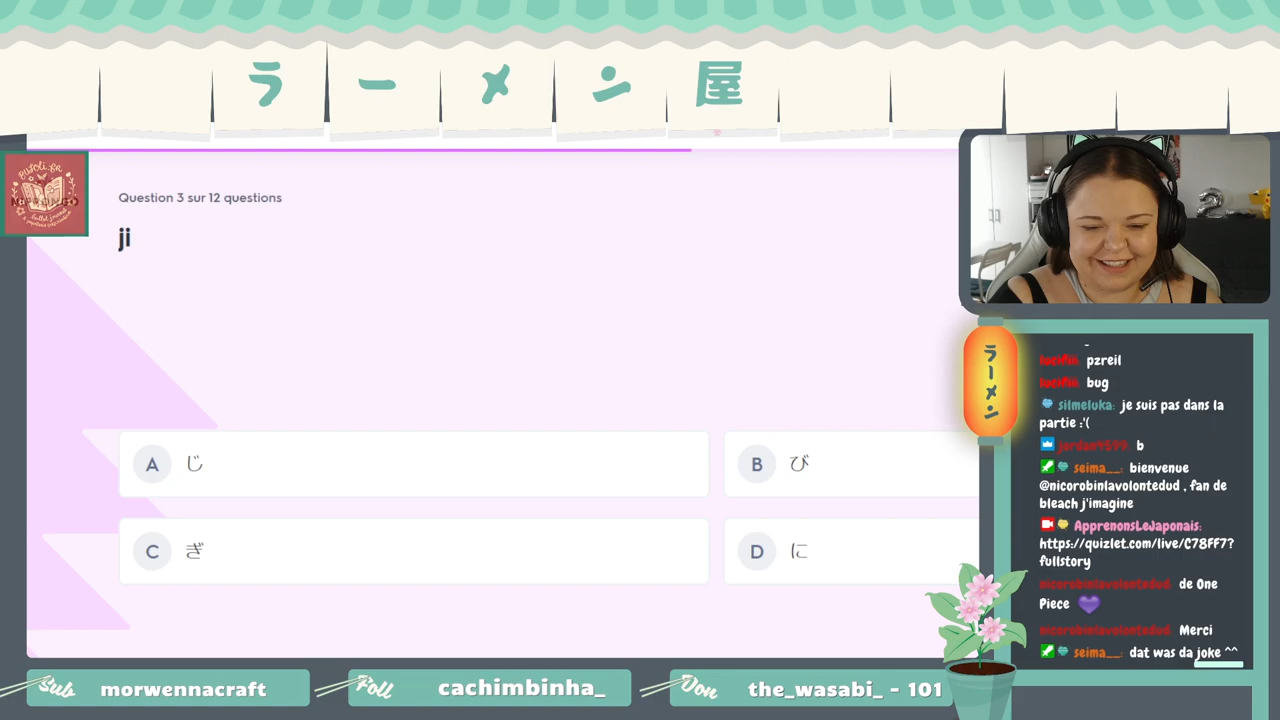 ラーメン屋
Question 3 sur 12 questions
ji
A じ
B び
C ぎ
D に
ラーメン
pzreil
bug
silmeluka: je suis pas dans la
partie :'(
jordan4599: b
seima__: bienvenue
@nicorobinlavolontedud , fan de
bleach j'imagine
ApprenonsLeJaponais:
https://quizlet.com/live/C78FF7?
fullstory
nicorobinlavolontedud: de One
Piece
nicorobinlavolontedud: Merci
seima__: dat was da joke ^^
Sub morwennacraft
Foll cachimbinha_
Don the_wasabi_ - 101